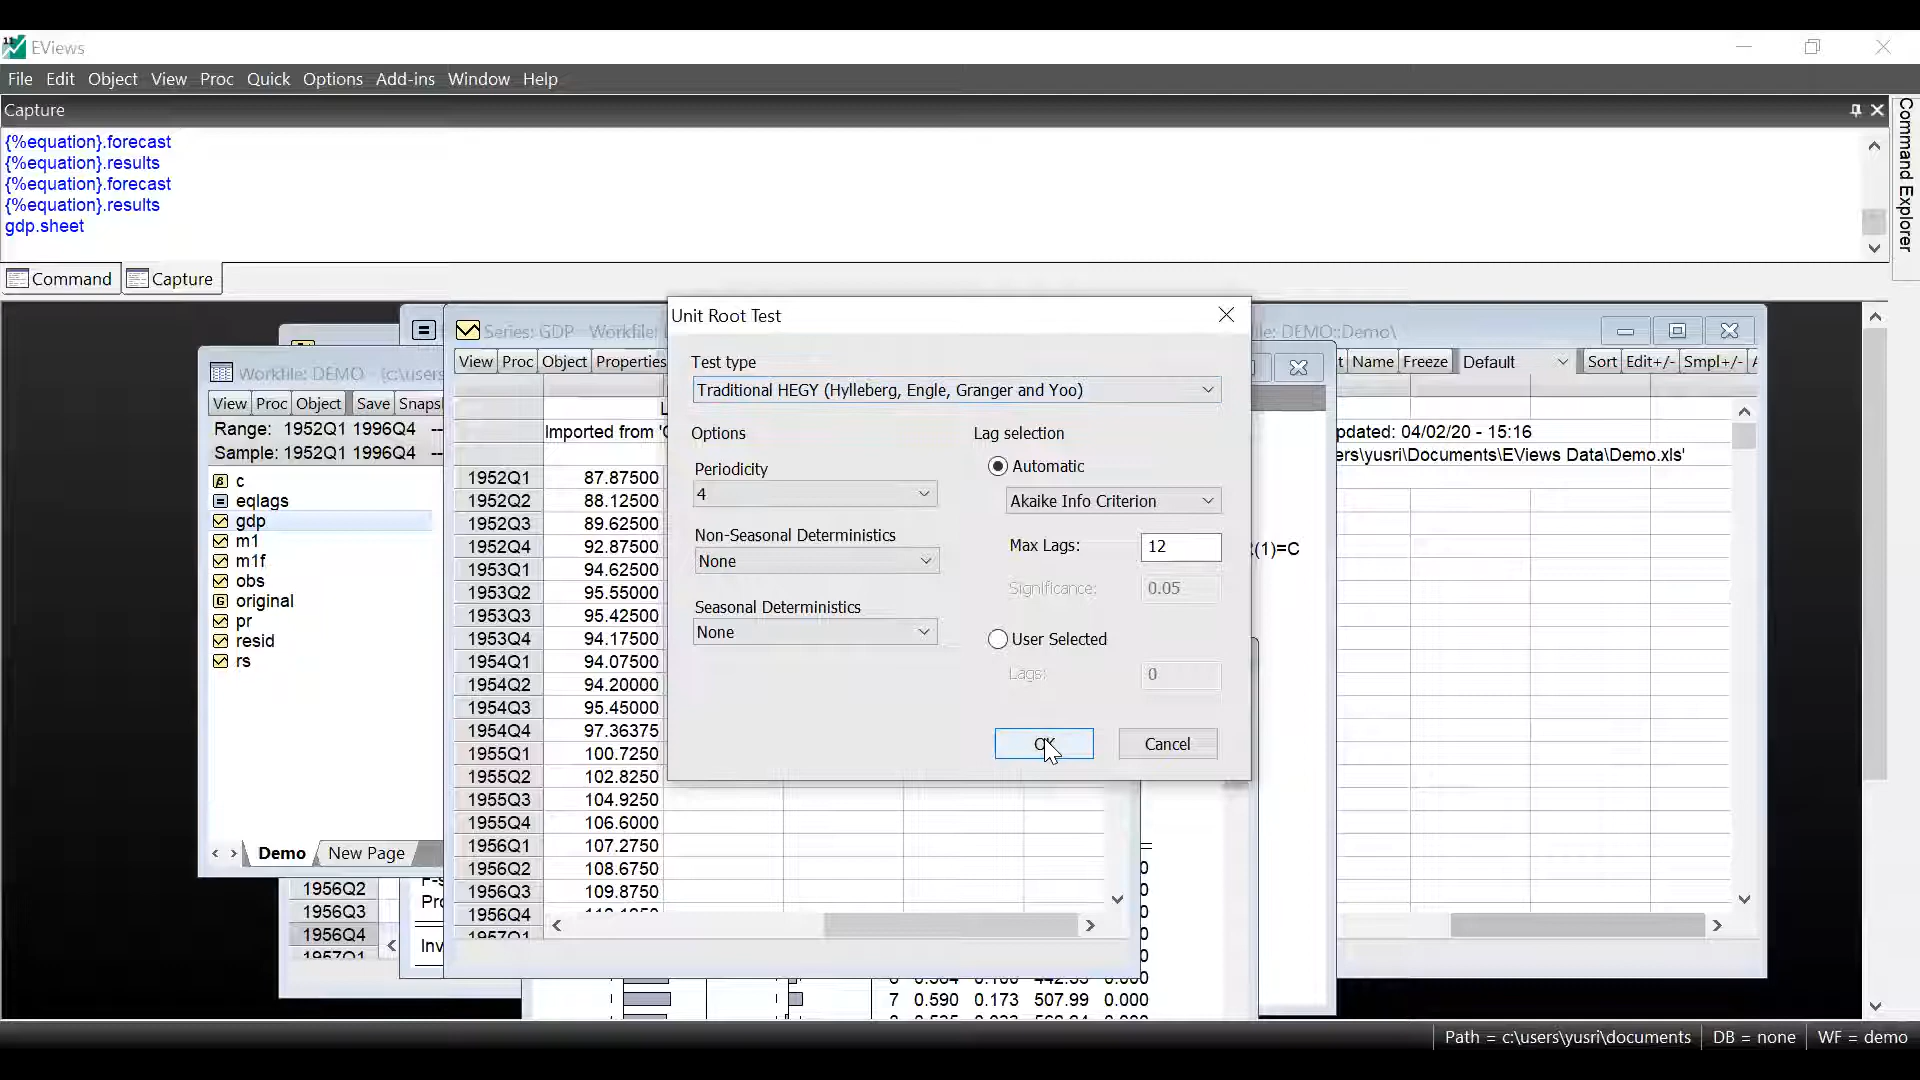 EViews
File Edit Object View Proc Quick Options Add-ins Window Help
Capture
{%equation}.forecast
{%equation}.results
{%equation}.forecast
{%equation}.results
gdp.sheet
Command Explorer
Command Capture
Workfile: DEMO - (c:\users
View Proc Object Save Snaps
Range: 1952Q1 1996Q4 --
Sample: 1952Q1 1996Q4 --
c
eqlags
gdp
m1
m1f
obs
original
pr
resid
rs
Demo New Page
1956Q2
1956Q3
1956Q4
1957Q1
Inv
Series: GDP - Workfile:
View Proc Object Properties
Imported from '
1952Q1 87.87500
1952Q2 88.12500
1952Q3 89.62500
1952Q4 92.87500
1953Q1 94.62500
1953Q2 95.55000
1953Q3 95.42500
1953Q4 94.17500
1954Q1 94.07500
1954Q2 94.20000
1954Q3 95.45000
1954Q4 97.36375
1955Q1 100.7250
1955Q2 102.8250
1955Q3 104.9250
1955Q4 106.6000
1956Q1 107.2750
1956Q2 108.6750
1956Q3 109.8750
1956Q4
1957Q1
Unit Root Test
Test type
Traditional HEGY (Hylleberg, Engle, Granger and Yoo)
Options
Periodicity
4
Non-Seasonal Deterministics
None
Seasonal Deterministics
None
Lag selection
Automatic
Akaike Info Criterion
Max Lags: 12
Significance: 0.05
User Selected
Lags: 0
OK Cancel
le: DEMO::Demo\
t Name Freeze Default Sort Edit+/- Smpl+/-
pdated: 04/02/20 - 15:16
ers\yusri\Documents\EViews Data\Demo.xls'
(1)=C
7 0.590 0.173 507.99 0.000
Path = c:\users\yusri\documents DB = none WF = demo